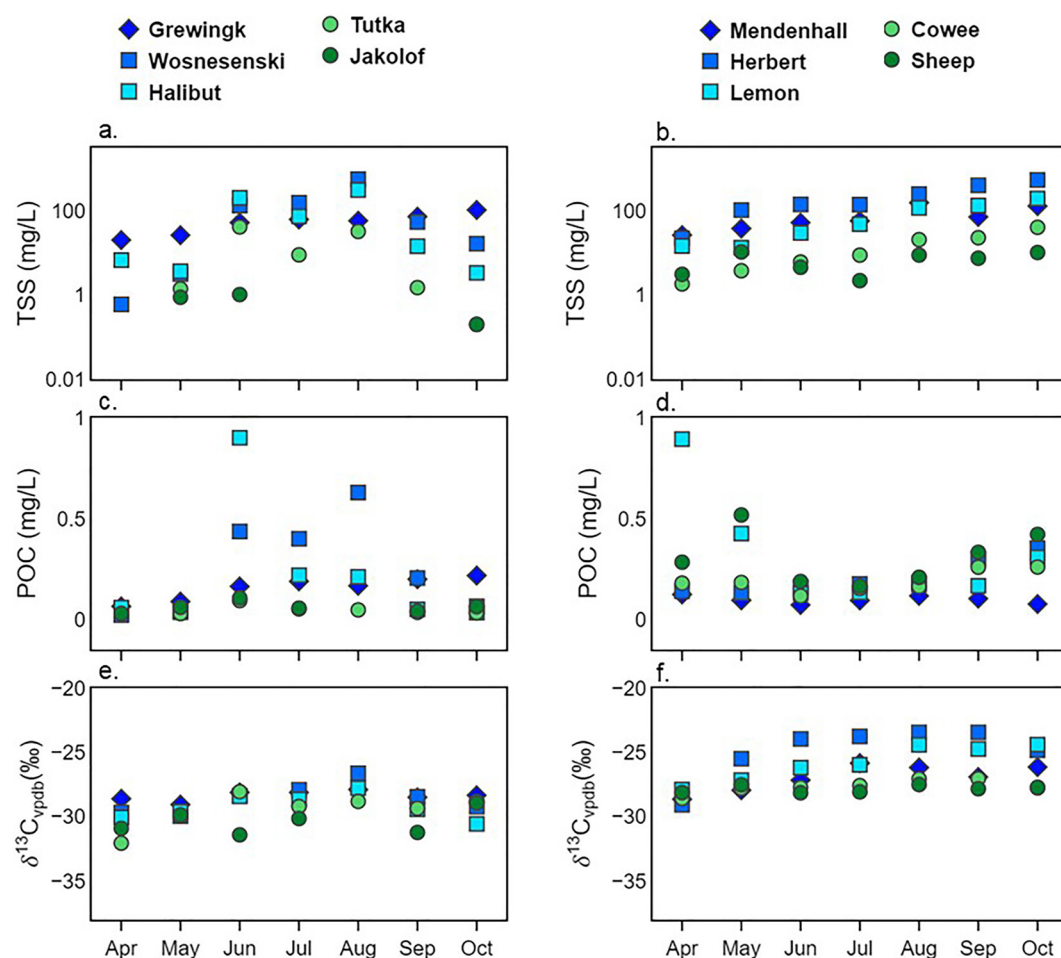 Grewingk
Wosnesenski
Halibut
Tutka
Jakolof
Mendenhall
Herbert
Lemon
Cowee
Sheep
a.
TSS (mg/L)
100
1
0.01
b.
TSS (mg/L)
100
1
0.01
c.
POC (mg/L)
1
0.5
0
d.
POC (mg/L)
1
0.5
0
e.
δ¹³Cvpdb(‰)
−20
−25
−30
−35
Apr May Jun Jul Aug Sep Oct
f.
δ¹³Cvpdb(‰)
−20
−25
−30
−35
Apr May Jun Jul Aug Sep Oct